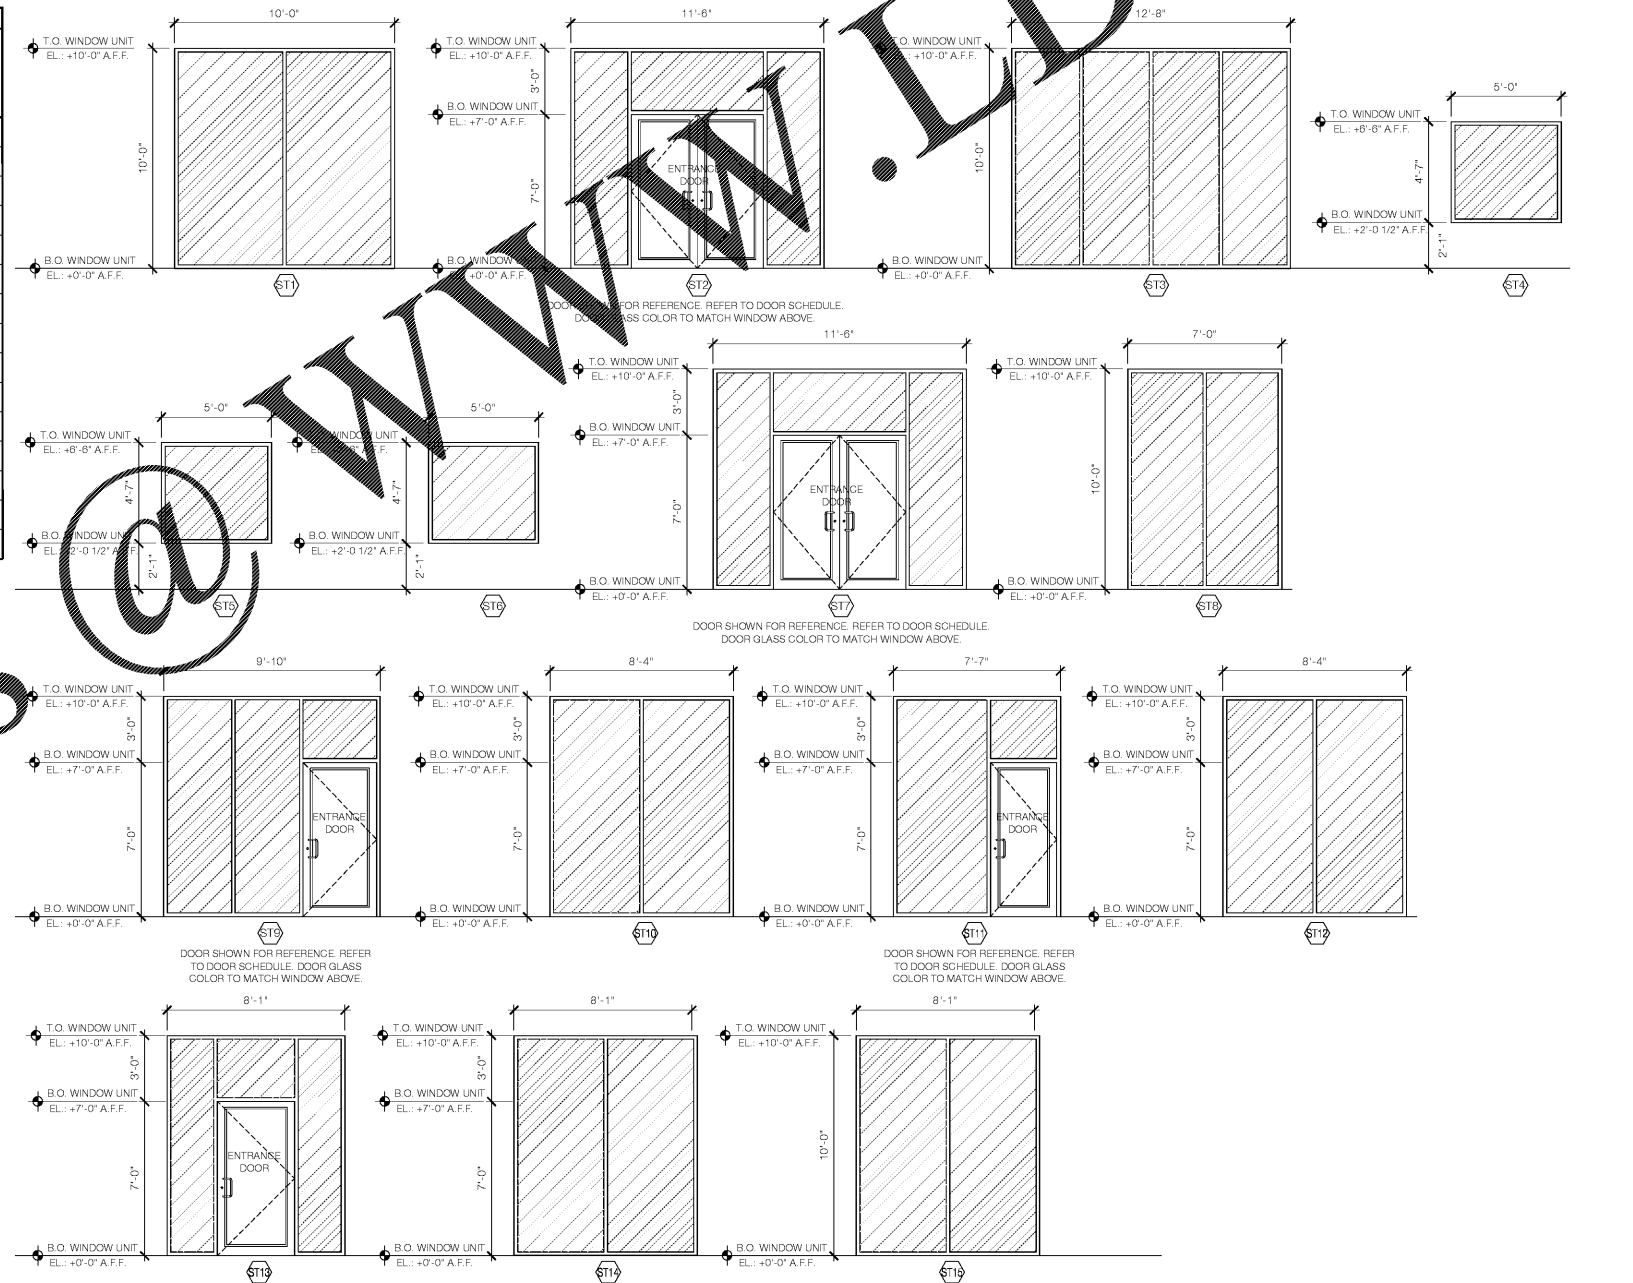 10'-0"
T.O. WINDOW UNIT
EL.: +10'-0" A.F.F.
10'-0"
B.O. WINDOW UNIT
EL.: +0'-0" A.F.F.
ST1
11'-6"
T.O. WINDOW UNIT
EL.: +10'-0" A.F.F.
3'-0"
B.O. WINDOW UNIT
EL.: +7'-0" A.F.F.
7'-0"
ENTRANCE
DOOR
B.O. WINDOW UNIT
+0'-0" A.F.F.
ST2
DOOR SHOWN FOR REFERENCE. REFER TO DOOR SCHEDULE.
DOOR GLASS COLOR TO MATCH WINDOW ABOVE.
12'-8"
T.O. WINDOW UNIT
+10'-0" A.F.F.
10'-0"
B.O. WINDOW UNIT
EL.: +0'-0" A.F.F.
ST3
5'-0"
T.O. WINDOW UNIT
EL.: +6'-6" A.F.F.
4'-7"
B.O. WINDOW UNIT
EL.: +2'-0 1/2" A.F.F.
2'-1"
ST4
5'-0"
T.O. WINDOW UNIT
EL.: +6'-6" A.F.F.
4'-7"
B.O. WINDOW UNIT
EL.: +2'-0 1/2" A.F.F.
2'-1"
ST5
5'-0"
WINDOW UNIT
A.F.F.
4'-7"
B.O. WINDOW UNIT
EL.: +2'-0 1/2" A.F.F.
2'-1"
ST6
11'-6"
T.O. WINDOW UNIT
EL.: +10'-0" A.F.F.
3'-0"
B.O. WINDOW UNIT
EL.: +7'-0" A.F.F.
7'-0"
ENTRANCE
DOOR
B.O. WINDOW UNIT
EL.: +0'-0" A.F.F.
ST7
DOOR SHOWN FOR REFERENCE. REFER TO DOOR SCHEDULE.
DOOR GLASS COLOR TO MATCH WINDOW ABOVE.
7'-0"
T.O. WINDOW UNIT
EL.: +10'-0" A.F.F.
10'-0"
B.O. WINDOW UNIT
EL.: +0'-0" A.F.F.
ST8
9'-10"
T.O. WINDOW UNIT
EL.: +10'-0" A.F.F.
3'-0"
B.O. WINDOW UNIT
EL.: +7'-0" A.F.F.
7'-0"
ENTRANCE
DOOR
B.O. WINDOW UNIT
EL.: +0'-0" A.F.F.
ST9
DOOR SHOWN FOR REFERENCE. REFER
TO DOOR SCHEDULE. DOOR GLASS
COLOR TO MATCH WINDOW ABOVE.
8'-4"
T.O. WINDOW UNIT
EL.: +10'-0" A.F.F.
3'-0"
B.O. WINDOW UNIT
EL.: +7'-0" A.F.F.
7'-0"
B.O. WINDOW UNIT
EL.: +0'-0" A.F.F.
ST10
7'-7"
T.O. WINDOW UNIT
EL.: +10'-0" A.F.F.
3'-0"
B.O. WINDOW UNIT
EL.: +7'-0" A.F.F.
7'-0"
ENTRANCE
DOOR
B.O. WINDOW UNIT
EL.: +0'-0" A.F.F.
ST11
DOOR SHOWN FOR REFERENCE. REFER
TO DOOR SCHEDULE. DOOR GLASS
COLOR TO MATCH WINDOW ABOVE.
8'-4"
T.O. WINDOW UNIT
EL.: +10'-0" A.F.F.
3'-0"
B.O. WINDOW UNIT
EL.: +7'-0" A.F.F.
7'-0"
B.O. WINDOW UNIT
EL.: +0'-0" A.F.F.
ST12
8'-1"
T.O. WINDOW UNIT
EL.: +10'-0" A.F.F.
3'-0"
B.O. WINDOW UNIT
EL.: +7'-0" A.F.F.
7'-0"
ENTRANCE
DOOR
B.O. WINDOW UNIT
EL.: +0'-0" A.F.F.
ST13
8'-1"
T.O. WINDOW UNIT
EL.: +10'-0" A.F.F.
3'-0"
B.O. WINDOW UNIT
EL.: +7'-0" A.F.F.
7'-0"
B.O. WINDOW UNIT
EL.: +0'-0" A.F.F.
ST14
8'-1"
T.O. WINDOW UNIT
EL.: +10'-0" A.F.F.
10'-0"
B.O. WINDOW UNIT
EL.: +0'-0" A.F.F.
ST15
@ WWW.